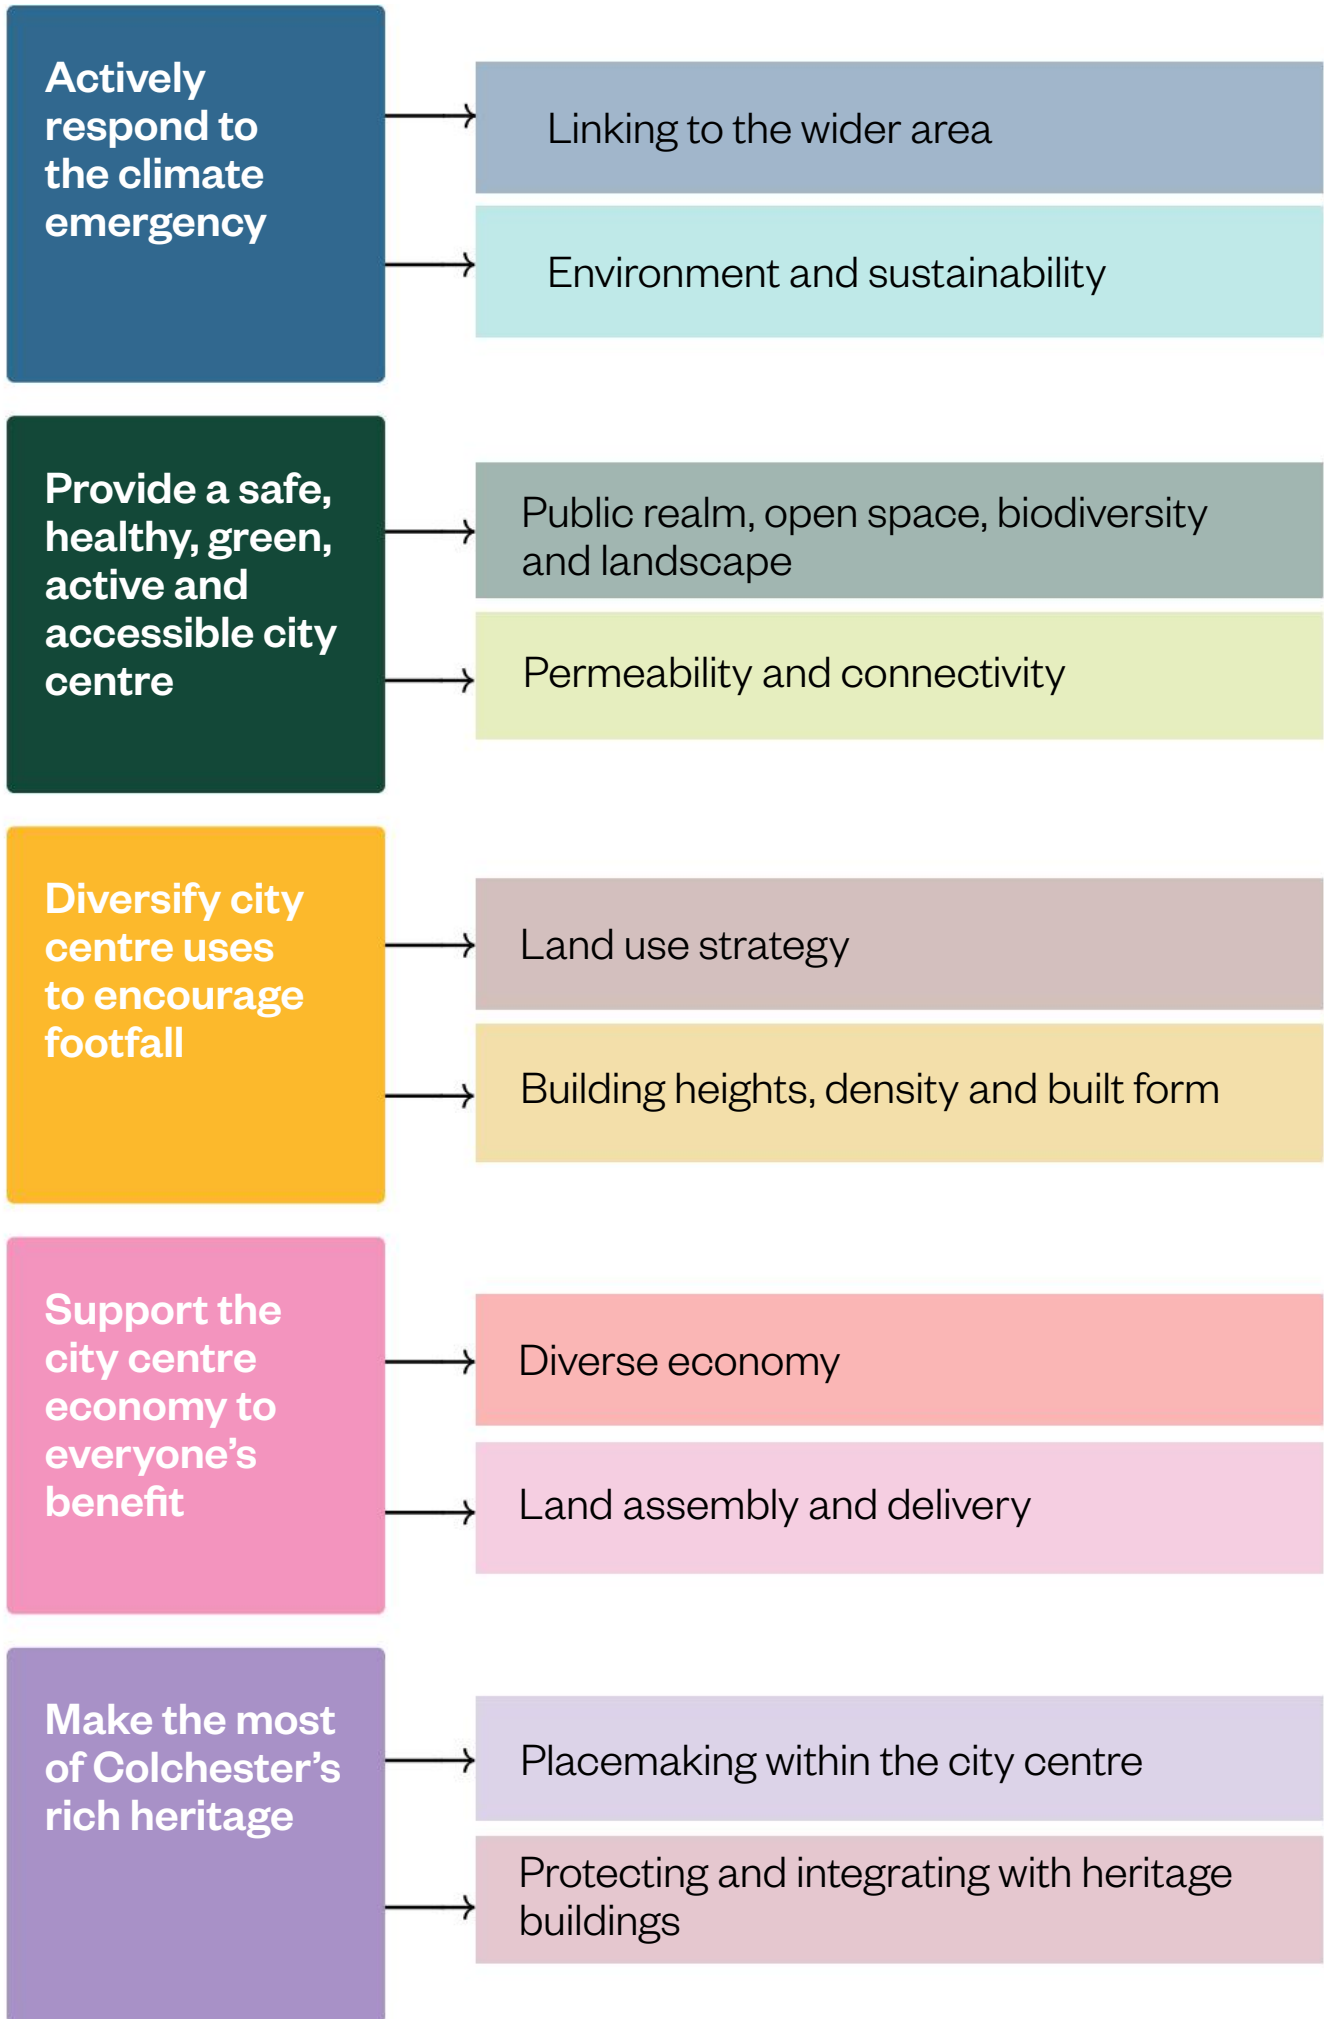 Actively
respond to
the climate
emergency
Linking to the wider area
Environment and sustainability
Provide a safe,
healthy, green,
active and
accessible city
centre
Public realm, open space, biodiversity
and landscape
Permeability and connectivity
Diversify city
centre uses
to encourage
footfall
Land use strategy
Building heights, density and built form
Support the
city centre
economy to
everyone’s
benefit
Diverse economy
Land assembly and delivery
Make the most
of Colchester’s
rich heritage
Placemaking within the city centre
Protecting and integrating with heritage
buildings